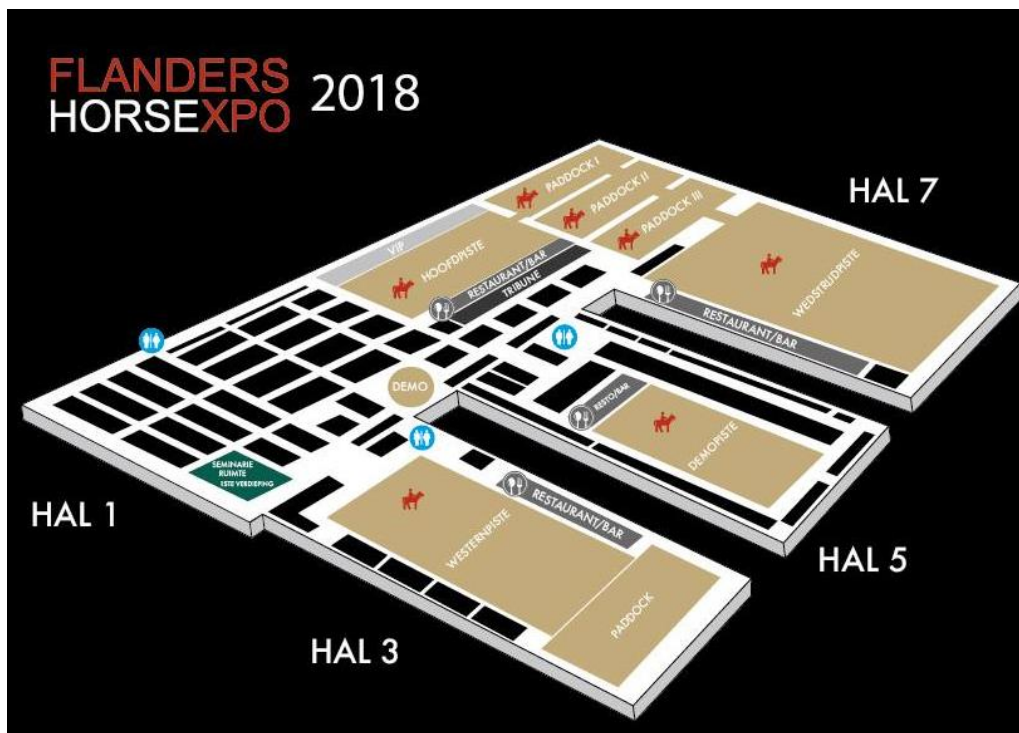 FLANDERS
HORSEXPO 2018
HAL 7
PADDOCK I
PADDOCK II
PADDOCK III
VIP
HOOFDPISTE
RESTAURANT/BAR
TRIBUNE
WEDSTRIJDPISTE
RESTAURANT/BAR
DEMO
RESTO/BAR
DEMOPISTE
SEMINARIE
RUIMTE
1STE VERDIEPING
HAL 1
RESTAURANT/BAR
WESTERNPISTE
HAL 5
PADDOCK
HAL 3